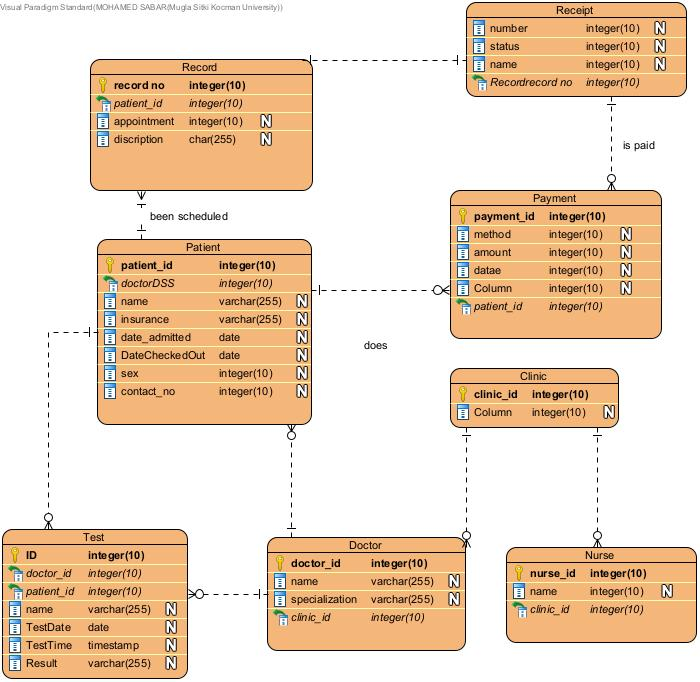 Visual Paradigm Standard(MOHAMED SABAR(Mugla Sitki Kocman University))
Receipt
number integer(10) N
status integer(10) N
name integer(10) N
Recordrecord no integer(10)
Record
record no integer(10)
patient_id integer(10)
appointment integer(10) N
discription char(255) N
is paid
been scheduled
Payment
payment_id integer(10)
method integer(10) N
amount integer(10) N
datae integer(10) N
Column integer(10) N
patient_id integer(10)
Patient
patient_id integer(10)
doctorDSS integer(10)
name varchar(255) N
insurance varchar(255) N
date_admitted date N
DateCheckedOut date N
sex integer(10) N
contact_no integer(10) N
does
Clinic
clinic_id integer(10)
Column integer(10) N
Test
ID integer(10)
doctor_id integer(10)
patient_id integer(10)
name varchar(255) N
TestDate date N
TestTime timestamp N
Result varchar(255) N
Doctor
doctor_id integer(10)
name varchar(255) N
specialization varchar(255) N
clinic_id integer(10)
Nurse
nurse_id integer(10)
name integer(10) N
clinic_id integer(10)